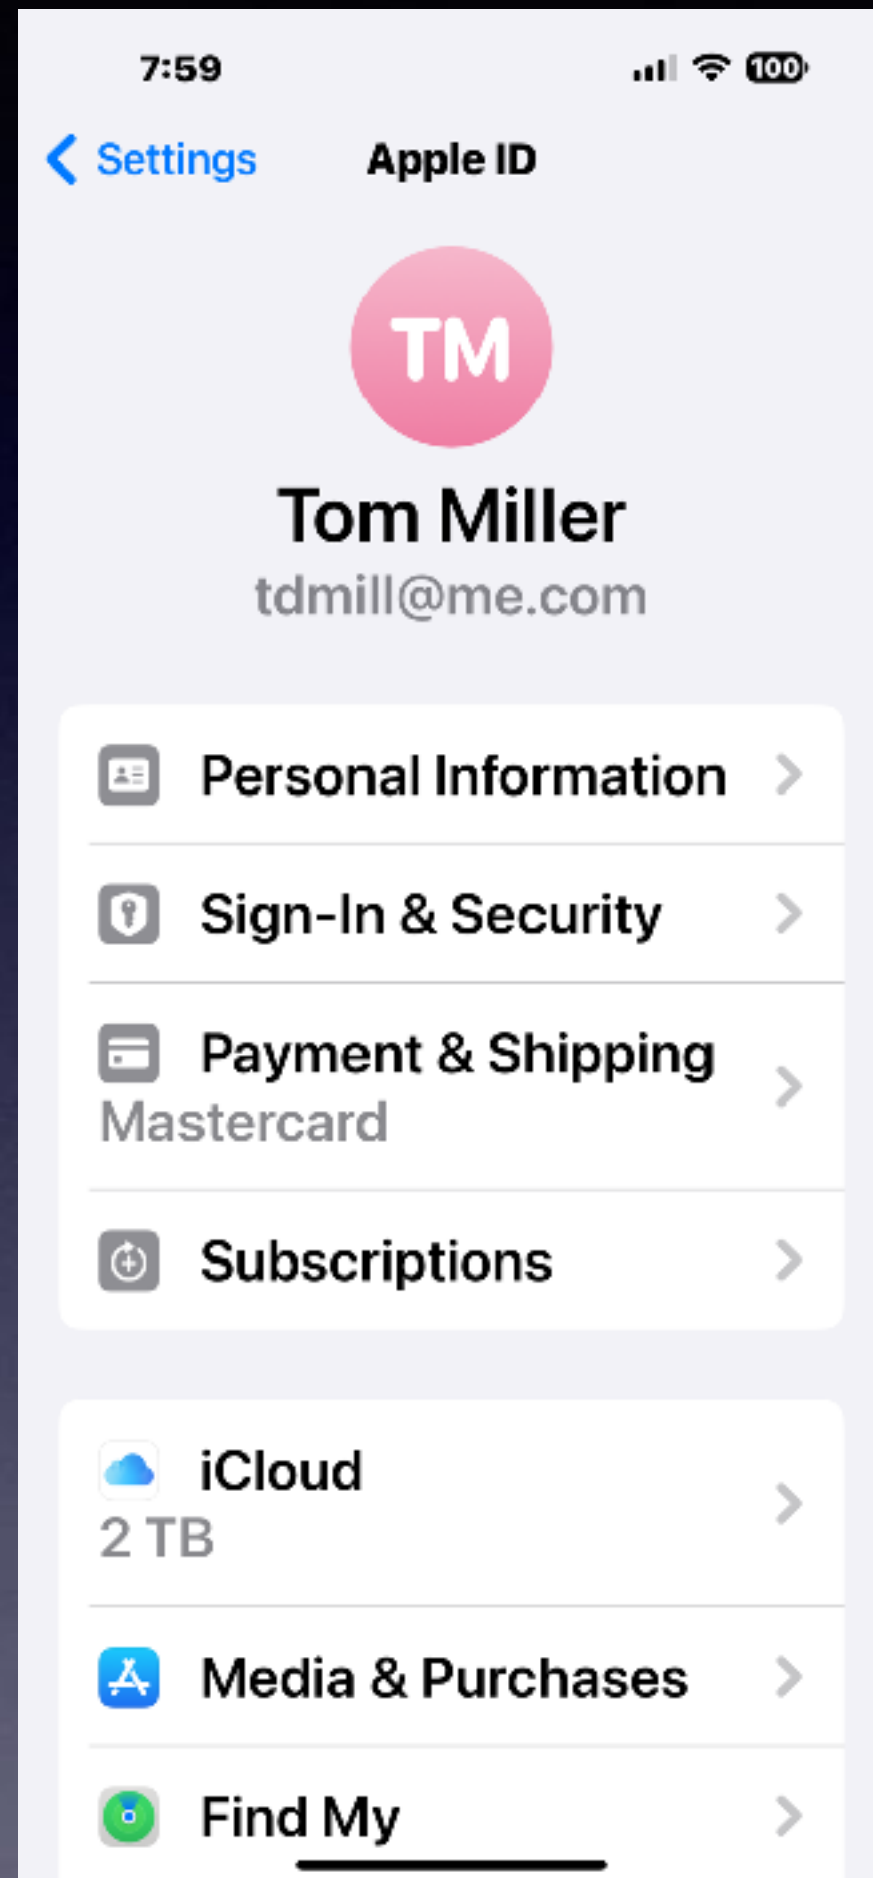 7:59
100
Settings
Apple ID
TM
Tom Miller
tdmill@me.com
Personal Information
Sign-In & Security
Payment & Shipping
Mastercard
Subscriptions
iCloud
2 TB
Media & Purchases
Find My